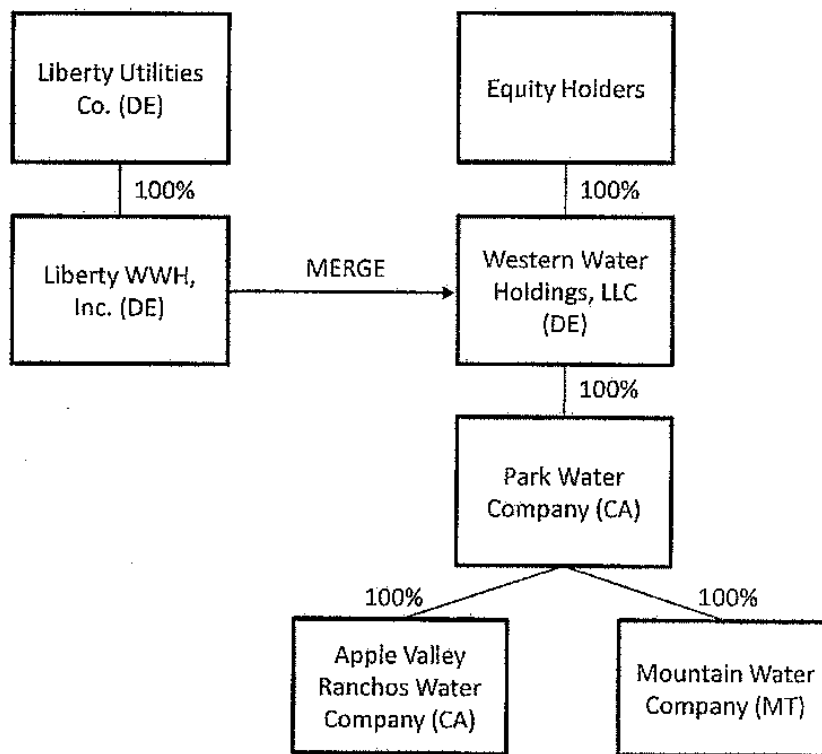 Liberty Utilities
Co. (DE)
Equity Holders
100%
100%
Liberty WWH,
Inc. (DE)
MERGE
Western Water
Holdings, LLC
(DE)
100%
Park Water
Company (CA)
100%
100%
Apple Valley
Ranchos Water
Company (CA)
Mountain Water
Company (MT)